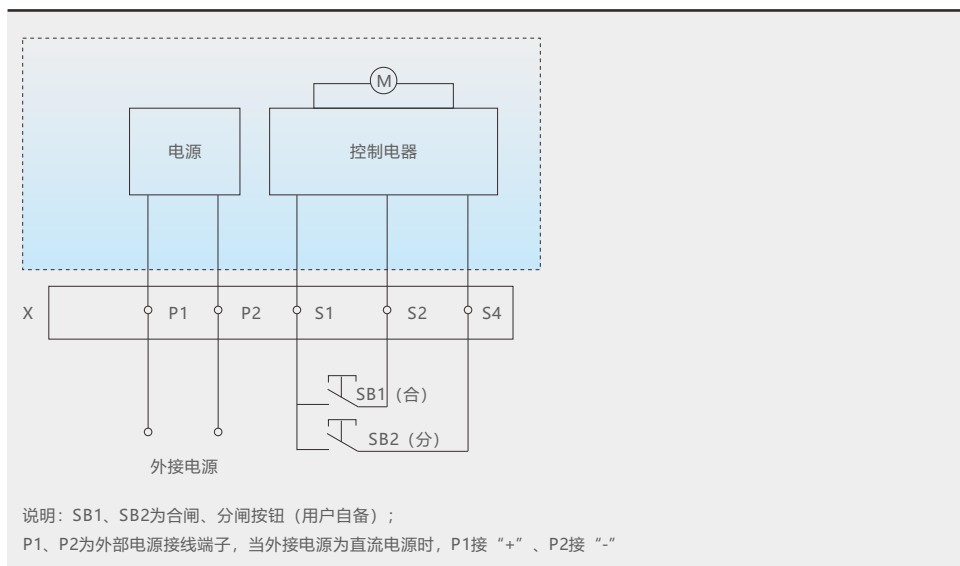 M
电源
控制电器
X
P1
P2
S1
S2
S4
SB1（合）
SB2（分）
外接电源
说明：SB1、SB2为合闸、分闸按钮（用户自备）；
P1、P2为外部电源接线端子，当外接电源为直流电源时，P1接“+”、P2接“-”